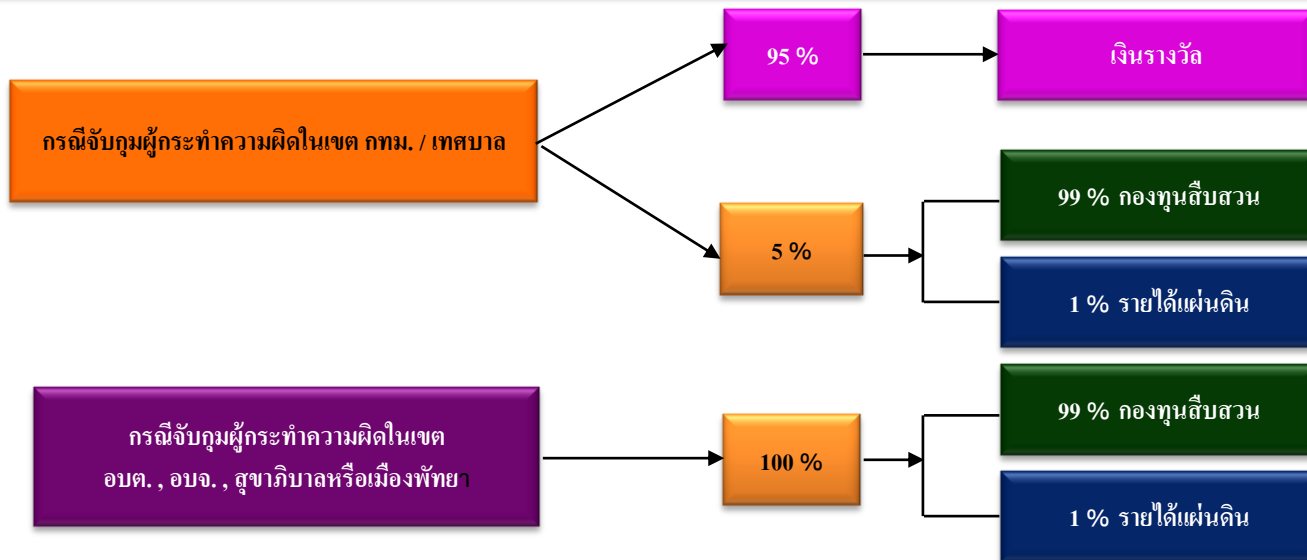 95 %
เงินรางวัล
กรณีจับกุมผู้กระทำความผิดในเขต กทม. / เทศบาล
99 % กองทุนสืบสวน
5 %
1 % รายได้แผ่นดิน
กรณีจับกุมผู้กระทำความผิดในเขต
อบต. , อบจ. , สุขาภิบาลหรือเมืองพัทยา
100 %
99 % กองทุนสืบสวน
1 % รายได้แผ่นดิน